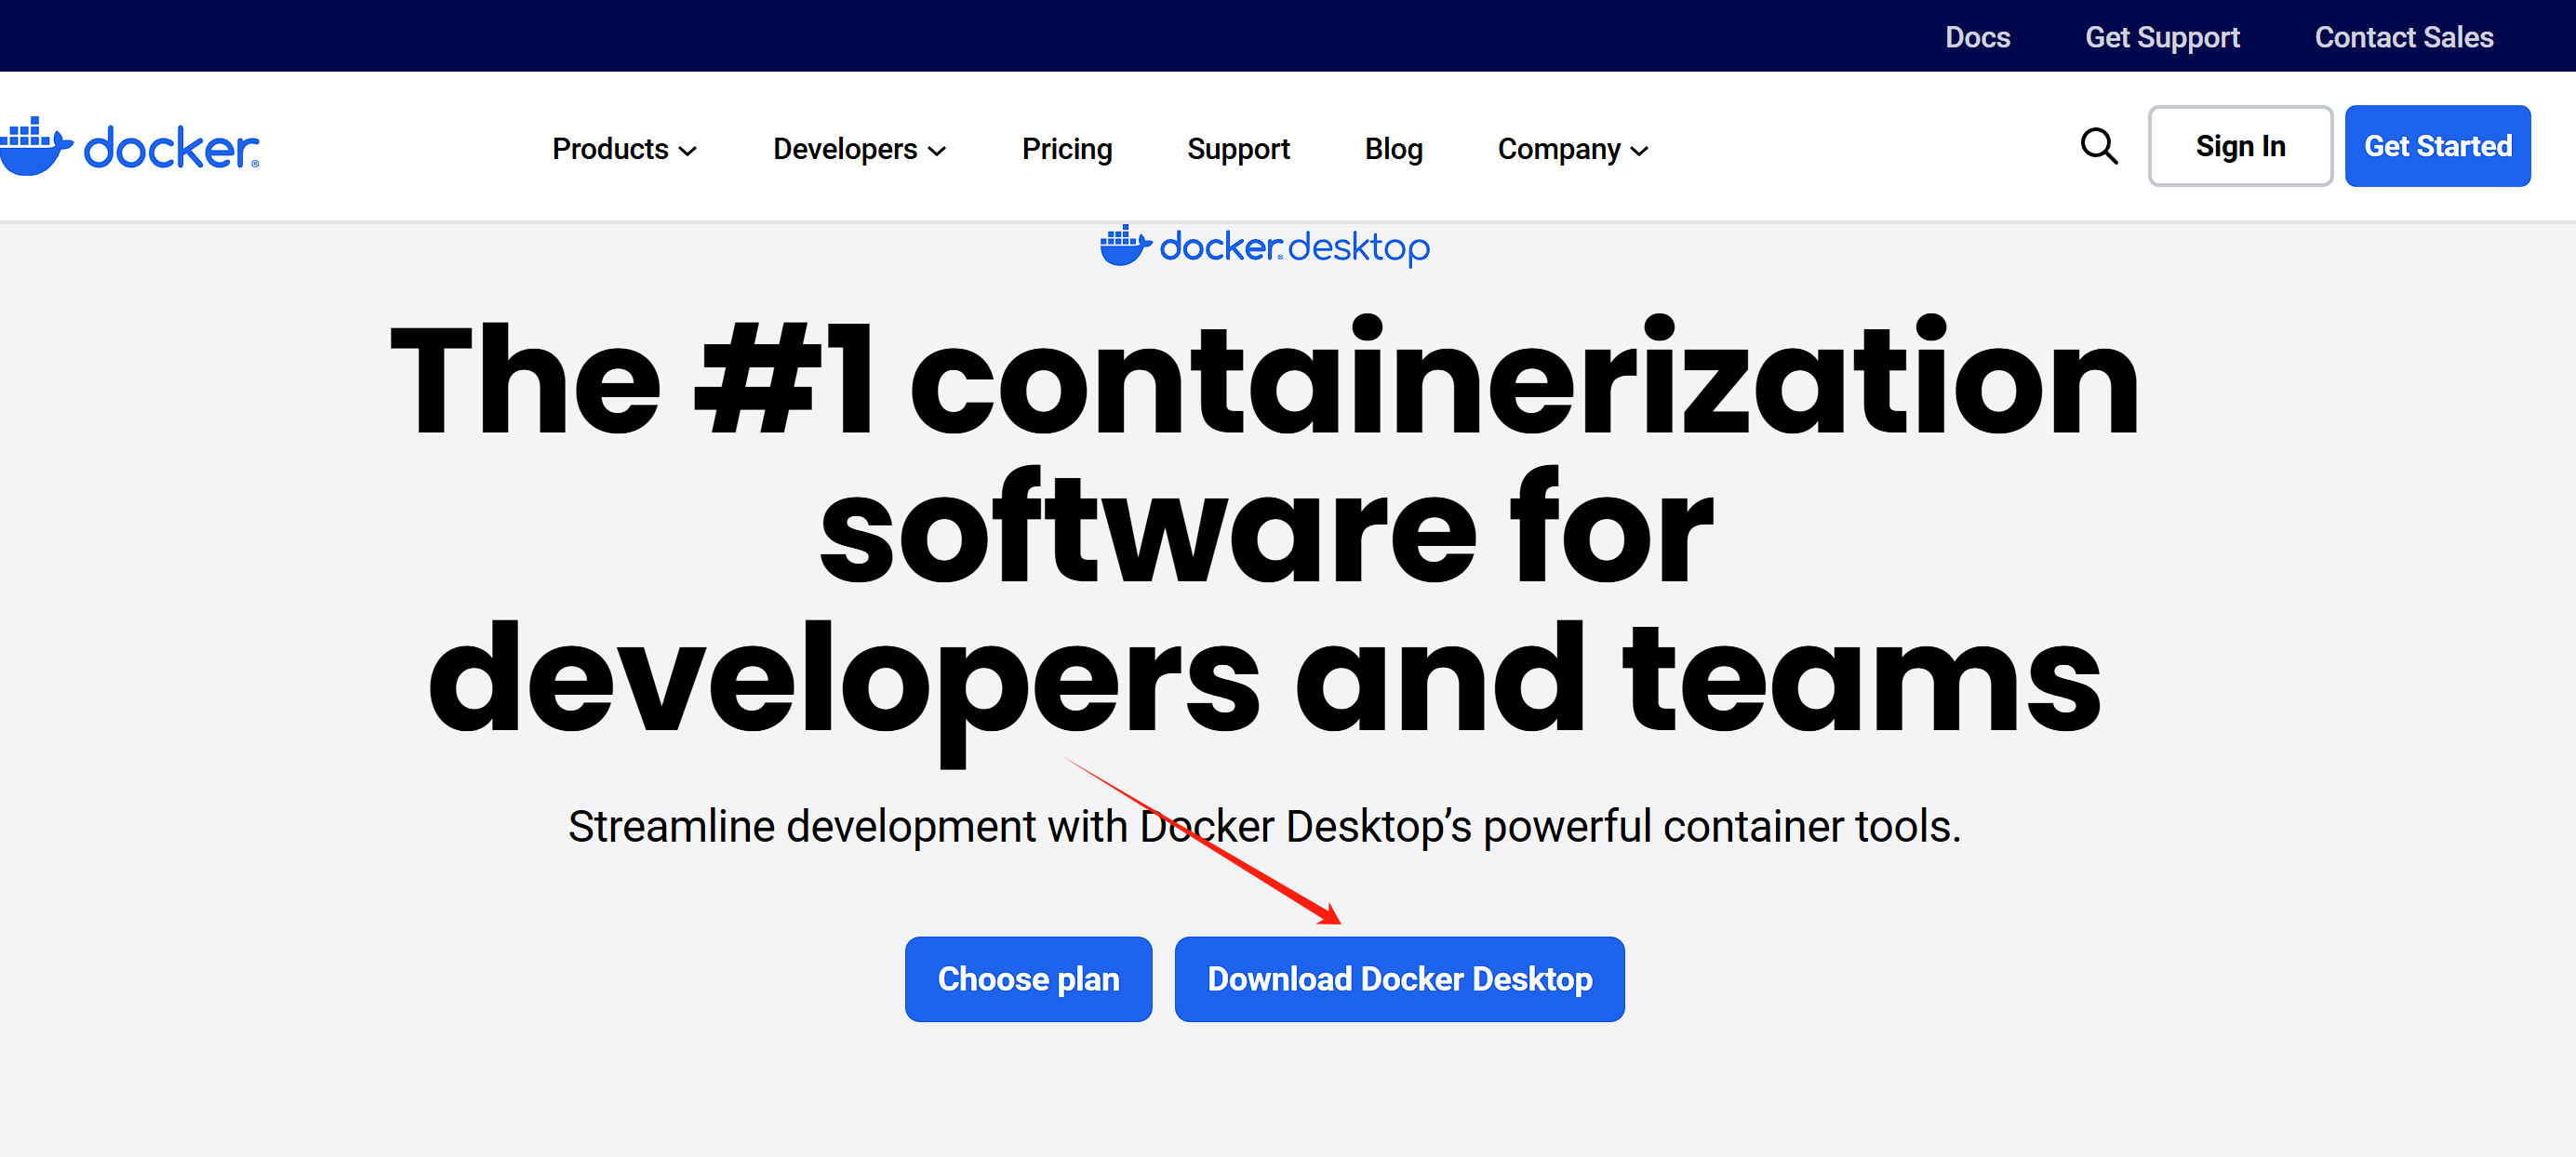 Docs Get Support Contact Sales
docker Products Developers Pricing Support Blog Company Sign In Get Started
docker desktop
The #1 containerization
software for
developers and teams
Streamline development with Docker Desktop’s powerful container tools.
Choose plan Download Docker Desktop